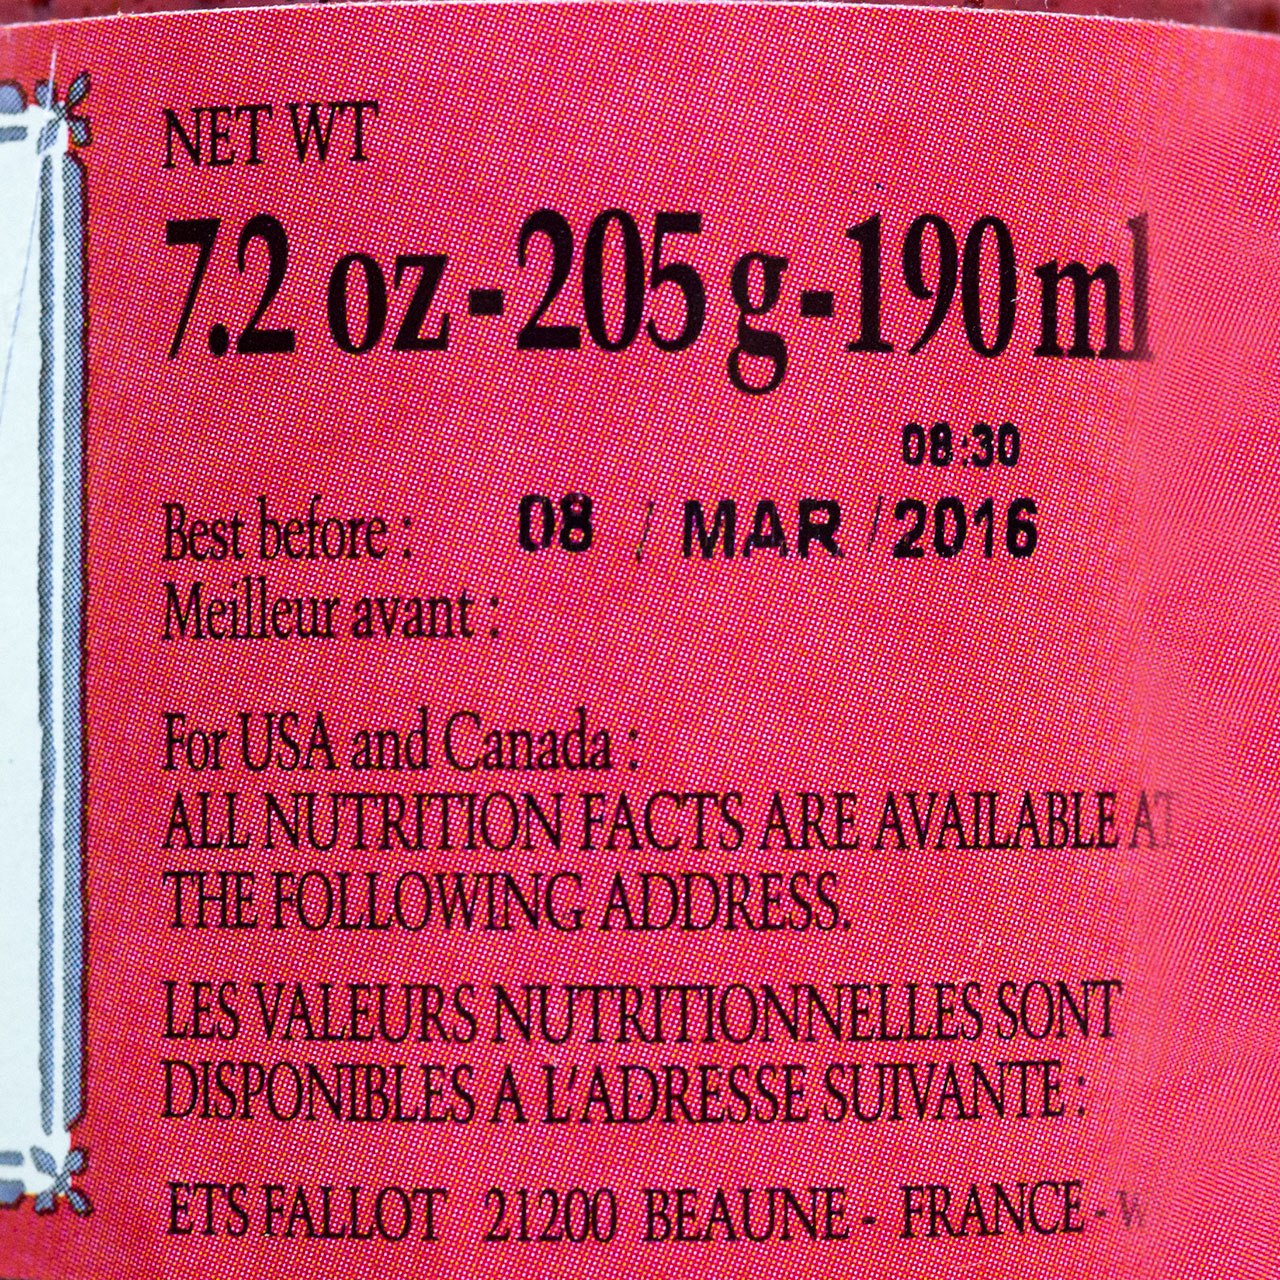 NET WT
7.2 oz - 205 g - 190 ml
08:30
Best before : 08 / MAR / 2016
Meilleur avant :
For USA and Canada :
ALL NUTRITION FACTS ARE AVAILABLE AT
THE FOLLOWING ADDRESS.
LES VALEURS NUTRITIONNELLES SONT
DISPONIBLES A L'ADRESSE SUIVANTE :
ETS FALLOT 21200 BEAUNE - FRANCE -